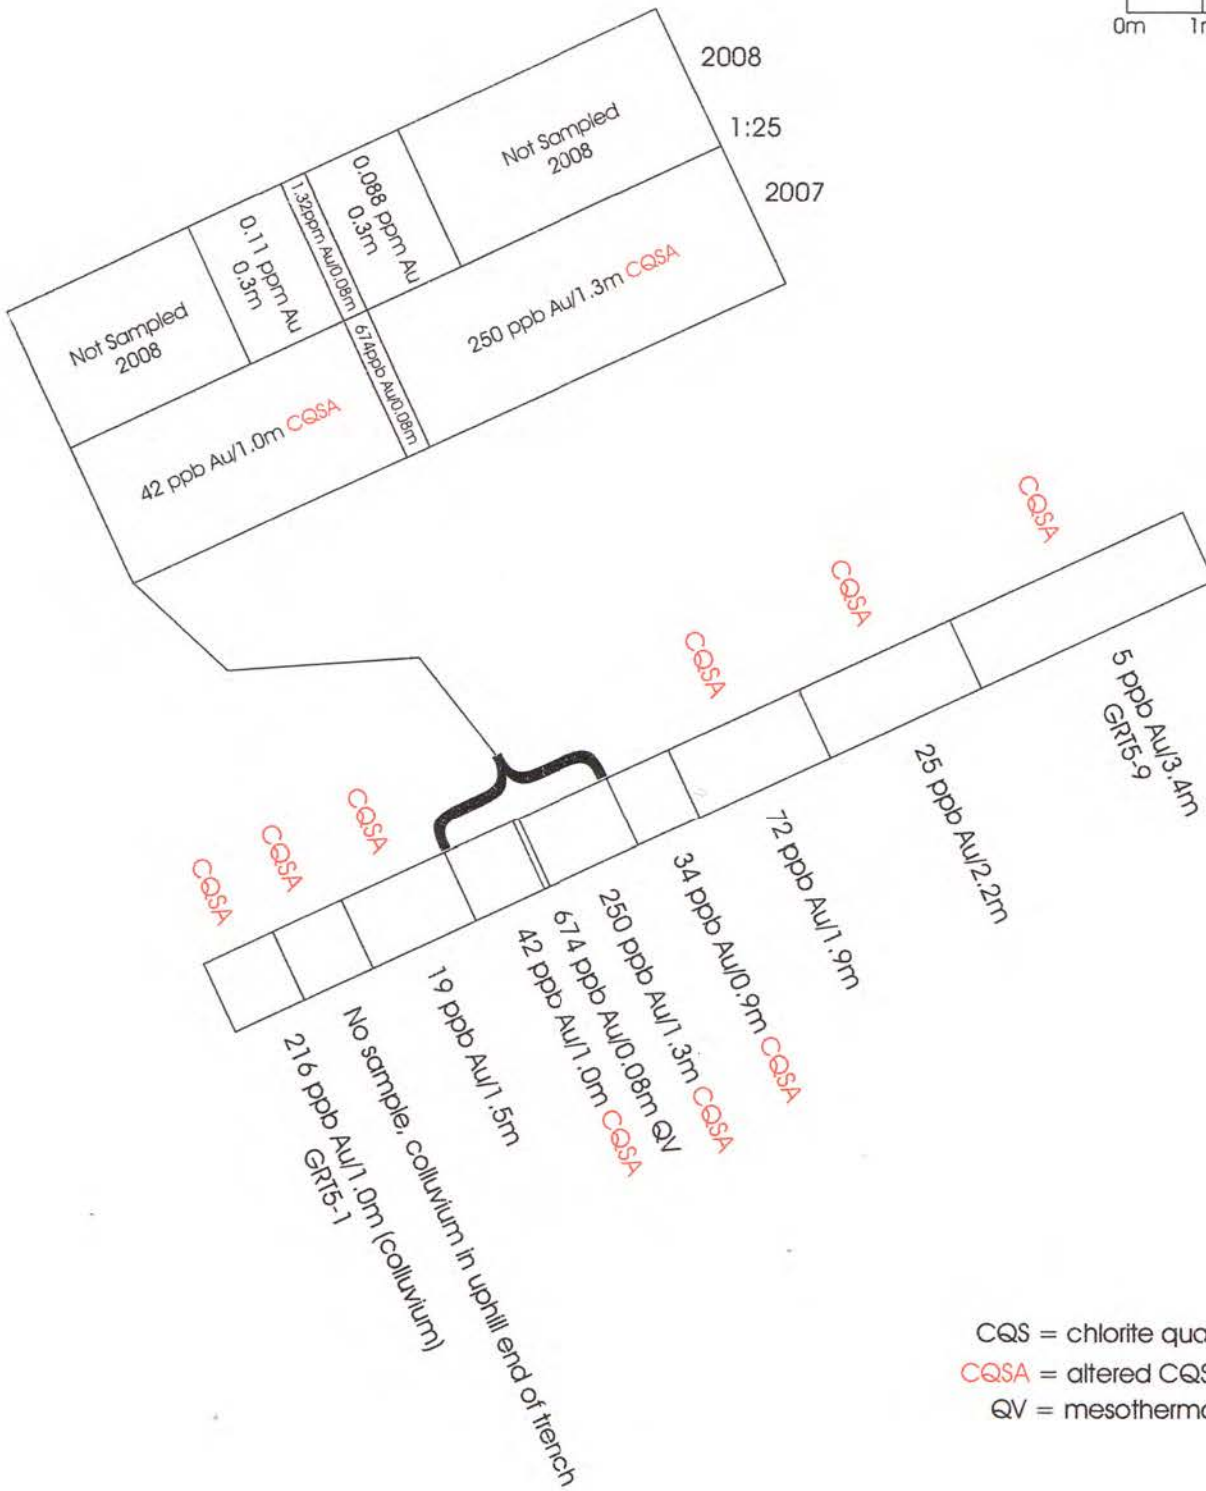 0m
2008
1:25
2007
Not Sampled
2008
0.11 ppm Au
0.3m
1.32ppm Au/0.08m
0.088 ppm Au
0.3m
Not Sampled
2008
42 ppb Au/1.0m CQSA
674ppb Au/0.08m
250 ppb Au/1.3m CQSA
CQSA
CQSA
CQSA
CQSA
CQSA
CQSA
216 ppb Au/1.0m (colluvium)
GRT5-1
No sample, colluvium in uphill end of trench
19 ppb Au/1.5m
42 ppb Au/1.0m CQSA
674 ppb Au/0.08m QV
250 ppb Au/1.3m CQSA
34 ppb Au/0.9m CQSA
72 ppb Au/1.9m
25 ppb Au/2.2m
5 ppb Au/3.4m
GRT5-9
CQS = chlorite
CQSA = altered
QV =